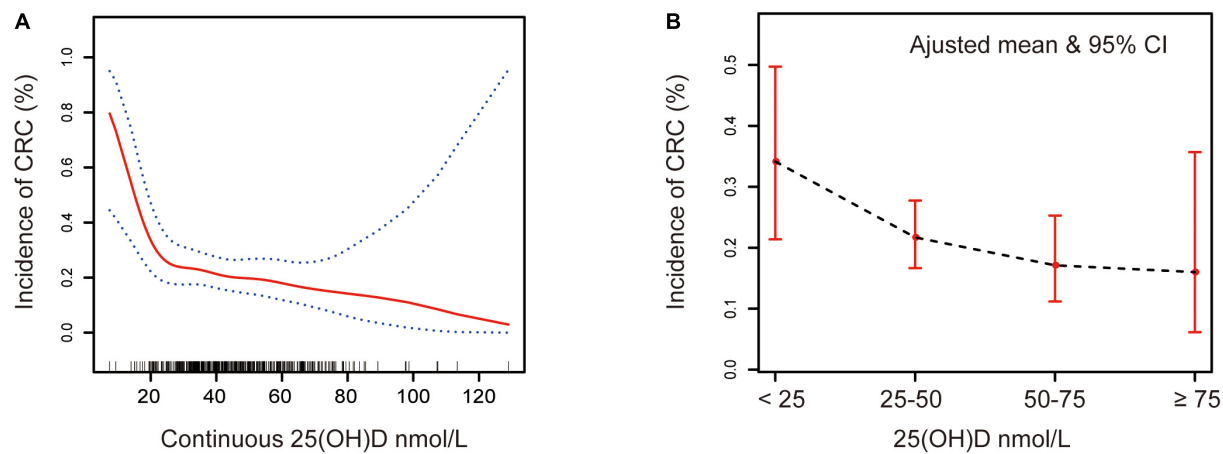 A
Incidence of CRC (%)
1.0
0.8
0.6
0.4
0.2
0.0
20 40 60 80 100 120
Continuous 25(OH)D nmol/L
B
Ajusted mean & 95% CI
Incidence of CRC (%)
0.5
0.4
0.3
0.2
0.1
0.0
< 25 25-50 50-75 ≥ 75
25(OH)D nmol/L